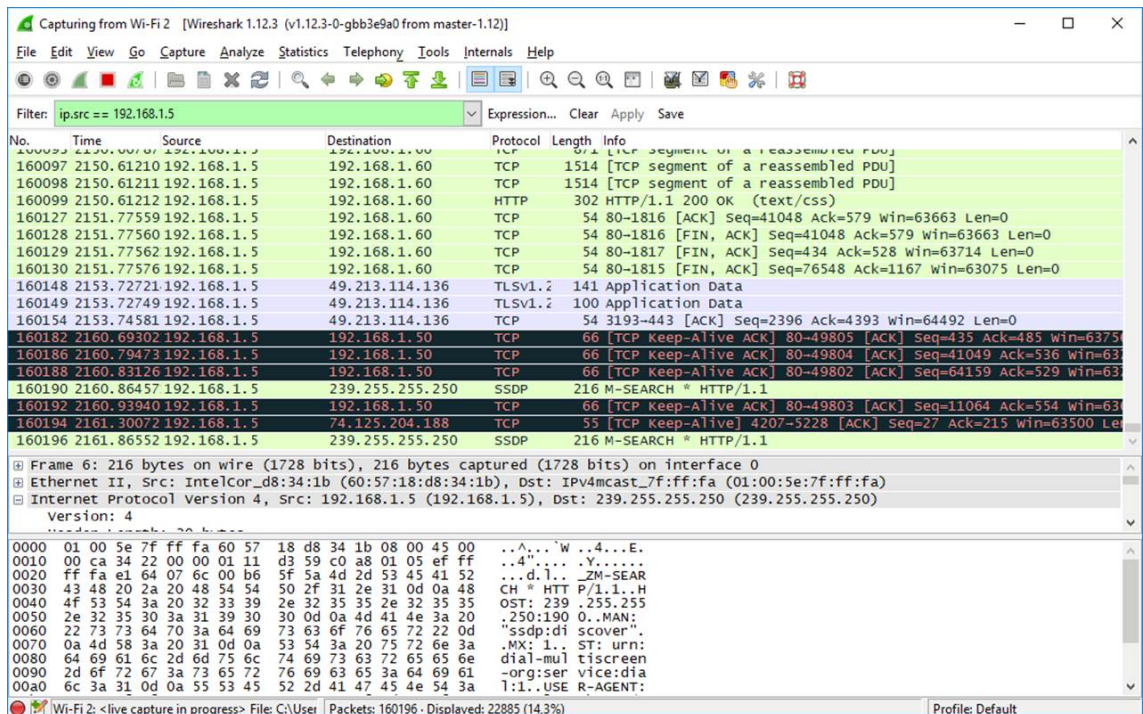 Capturing from Wi-Fi 2 [Wireshark 1.12.3 (v1.12.3-0-gbb3e9a0 from master-1.12)]
File Edit View Go Capture Analyze Statistics Telephony Tools Internals Help
Filter: ip.src == 192.168.1.5 Expression... Clear Apply Save
No. Time Source Destination Protocol Length Info
160097 2150.61210 192.168.1.5 192.168.1.60 TCP 1514 [TCP segment of a reassembled PDU]
160098 2150.61211 192.168.1.5 192.168.1.60 TCP 1514 [TCP segment of a reassembled PDU]
160099 2150.61212 192.168.1.5 192.168.1.60 HTTP 302 HTTP/1.1 200 OK (text/css)
160127 2151.77559 192.168.1.5 192.168.1.60 TCP 54 80→1816 [ACK] Seq=41048 Ack=579 Win=63663 Len=0
160128 2151.77560 192.168.1.5 192.168.1.60 TCP 54 80→1816 [FIN, ACK] Seq=41048 Ack=579 Win=63663 Len=0
160129 2151.77562 192.168.1.5 192.168.1.60 TCP 54 80→1817 [FIN, ACK] Seq=434 Ack=528 Win=63714 Len=0
160130 2151.77576 192.168.1.5 192.168.1.60 TCP 54 80→1815 [FIN, ACK] Seq=76548 Ack=1167 Win=63075 Len=0
160148 2153.72721 192.168.1.5 49.213.114.136 TLSv1.2 141 Application Data
160149 2153.72749 192.168.1.5 49.213.114.136 TLSv1.2 100 Application Data
160154 2153.74581 192.168.1.5 49.213.114.136 TCP 54 3193→443 [ACK] Seq=2396 Ack=4393 Win=64492 Len=0
160182 2160.69302 192.168.1.5 192.168.1.50 TCP 66 [TCP Keep-Alive ACK] 80→49805 [ACK] Seq=435 Ack=485 Win=6375
160186 2160.79473 192.168.1.5 192.168.1.50 TCP 66 [TCP Keep-Alive ACK] 80→49804 [ACK] Seq=41049 Ack=536 Win=63
160188 2160.83126 192.168.1.5 192.168.1.50 TCP 66 [TCP Keep-Alive ACK] 80→49802 [ACK] Seq=64159 Ack=529 Win=63
160190 2160.86457 192.168.1.5 239.255.255.250 SSDP 216 M-SEARCH * HTTP/1.1
160192 2160.93940 192.168.1.5 192.168.1.50 TCP 66 [TCP Keep-Alive ACK] 80→49803 [ACK] Seq=11064 Ack=554 Win=63
160194 2161.30072 192.168.1.5 74.125.204.188 TCP 55 [TCP Keep-Alive] 4207→5228 [ACK] Seq=27 Ack=215 Win=63500 Le
160196 2161.86552 192.168.1.5 239.255.255.250 SSDP 216 M-SEARCH * HTTP/1.1
Frame 6: 216 bytes on wire (1728 bits), 216 bytes captured (1728 bits) on interface 0
Ethernet II, Src: IntelCor_d8:34:1b (60:57:18:d8:34:1b), Dst: IPv4mcast_7f:ff:fa (01:00:5e:7f:ff:fa)
Internet Protocol Version 4, Src: 192.168.1.5 (192.168.1.5), Dst: 239.255.255.250 (239.255.255.250)
Version: 4
0000 01 00 5e 7f ff fa 60 57 18 d8 34 1b 08 00 45 00 ..^...`W ..4...E.
0010 00 ca 34 22 00 00 01 11 d3 59 c0 a8 01 05 ef ff ..4".... .Y......
0020 ff fa e1 64 07 6c 00 b6 5f 5a 4d 2d 53 45 41 52 ...d.l.. _ZM-SEAR
0030 43 48 20 2a 20 48 54 54 50 2f 31 2e 31 0d 0a 48 CH * HTT P/1.1..H
0040 4f 53 54 3a 20 32 33 39 2e 32 35 35 2e 32 35 35 OST: 239 .255.255
0050 2e 32 35 30 3a 31 39 30 30 0d 0a 4d 41 4e 3a 20 .250:190 0..MAN: 
0060 22 73 73 64 70 3a 64 69 73 63 6f 76 65 72 22 0d "ssdp:di scover".
0070 0a 4d 58 3a 20 31 0d 0a 53 54 3a 20 75 72 6e 3a .MX: 1.. ST: urn:
0080 64 69 61 6c 2d 6d 75 6c 74 69 73 63 72 65 65 6e dial-mul tiscreen
0090 2d 6f 72 67 3a 73 65 72 76 69 63 65 3a 64 69 61 -org:ser vice:dia
00a0 6c 3a 31 0d 0a 55 53 45 52 2d 41 47 45 4e 54 3a l:1..USE R-AGENT:
Wi-Fi 2: <live capture in progress> File: C:\User Packets: 160196 · Displayed: 22885 (14.3%) Profile: Default